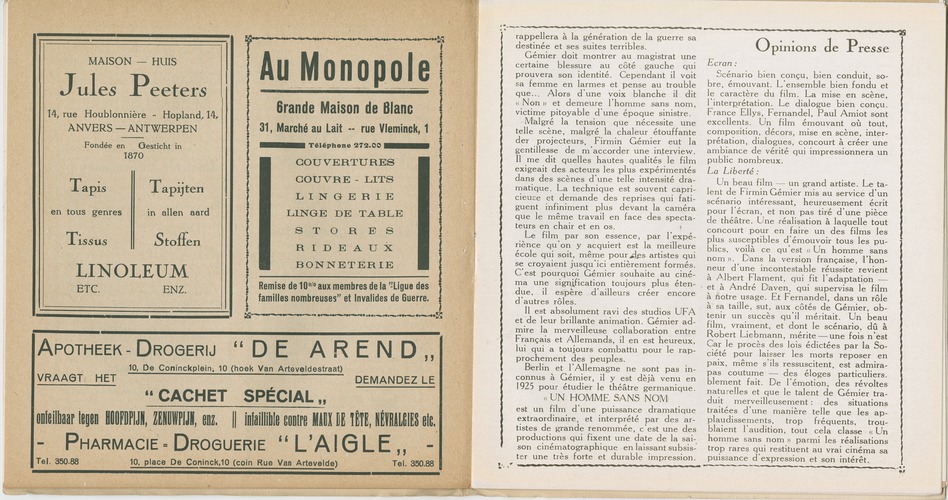 MAISON — HUIS
Jules Peeters
14, rue Houblonnière - Hopland, 14,
ANVERS — ANTWERPEN
Fondée en Gesticht in
1870
Tapis
Tapijten
en tous genres
in allen aard
Tissus
Stoffen
LINOLEUM
ETC. ENZ.
Au Monopole
Grande Maison de Blanc
31, Marché au Lait -- rue Vleminck, 1
Téléphone 272.00
COUVERTURES
COUVRE - LITS
LINGERIE
LINGE DE TABLE
STORES
RIDEAUX
BONNETERIE
Remise de 10% aux membres de la "Ligue des
familles nombreuses" et Invalides de Guerre.
APOTHEEK - DROGERIJ "DE AREND„
10, De Coninckplein, 10 (hoek Van Arteveldestraat)
VRAAGT HET
DEMANDEZ LE
"CACHET SPÉCIAL„
onfeilbaar tegen HOOFDPIJN, ZENUWPIJN, enz.
infaillible contre MAUX DE TÊTE, NÉVRALGIES etc.
- PHARMACIE - DROGUERIE "L'AIGLE„ -
Tel. 350.88 10, place De Coninck,10 (coin Rue Van Artevelde) Tel. 350.88
rappellera à la génération de la guerre sa
destinée et ses suites terribles.
Gémier doit montrer au magistrat une
certaine blessure au côté gauche qui
prouvera son identité. Cependant il voit
sa femme en larmes et pense au trouble
que... Alors d'une voix blanche il dit
« Non » et demeure l'homme sans nom,
victime pitoyable d'une époque sinistre.
Malgré la tension que nécessite une
telle scène, malgré la chaleur étouffante
der projecteurs, Firmin Gémier eut la
gentillesse de m'accorder une interview.
Il me dit quelles hautes qualités le film
exigeait des acteurs les plus expérimentés
dans des scènes d'une telle intensité dra-
matique. La technique est souvent capri-
cieuze et demande des reprises qui fati-
guent infiniment plus devant la caméra
que le même travail en face des specta-
teurs en chair et en os.
Le film par son essence, par l'expé-
rience qu'on y acquiert est la meilleure
école qui soit, même pour des artistes qui
se croyaient jusqu'ici entièrement formés.
C'est pourquoi Gémier souhaite au ciné-
ma une signification toujours plus éten-
due, il espère d'ailleurs créer encore
d'autres rôles.
Il est absolument ravi des studios UFA
et de leur brillante animation. Gémier ad-
mire la merveilleuse collaboration entre
Français et Allemands, il en est heureux,
lui qui a toujours combattu pour le rap-
prochement des peuples.
Berlin et l'Allemagne ne sont pas in-
connus à Gémier, il y est dèjà venu en
1925 pour étudier le théâtre germanique.
« UN HOMME SANS NOM
est un film d'une puissance dramatique
extraordinaire, et interprété par des ar-
tistes de grande renommée, c est une des
productions qui fixent une date de la sai-
son cinématographique en laissant subsis-
ter une très forte et durable impression.
Opinions de Presse
Ecran :
Scénario bien conçu, bien conduit, so-
bre, émouvant. L'ensemble bien fondu et
le caractère du film. La mise en scène,
l'interprétation. Le dialogue bien conçu.
France Ellys, Fernandel, Paul Amiot sont
excellents. Un film émouvant où tout,
composition, décors, mise en scène, inter-
prétation, dialogues, concourt à créer une
ambiance de vérité qui impressionnera un
public nombreux.
La Liberté :
Un beau film — un grand artiste. Le ta-
lent de Firmin Gémier mis au service d'un
scénario intéressant, heureusement écrit
pour l'écran, et non pas tiré d'une pièce
de théâtre. Une réalisation à laquelle tout
concourt pour en faire un des films les
plus susceptibles d'émouvoir tous les pu-
blics, voilà ce qu'est « Un homme sans
nom ». Dans la version française, l'hon-
neur d'une incontestable réussite revient
à Albert Flament, qui fit l'adaptation —
et à André Daven, qui supervisa le film
à notre usage. Et Fernandel, dans un rôle
à sa taille, sut, aux côtés de Gémier, ob-
tenir un succès qu'il méritait. Un beau
film, vraiment, et dont le scénario, dû à
Robert Liebmann, mérite — une fois n'est
Car le procès des lois édictées par la So-
ciété pour laisser les morts reposer en
paix, même s'ils ressuscitent, est admira-
pas coutume — des éloges particuliers.
blement fait. De l'émotion, des révoltes
naturelles et que le talent de Gémier tra-
duit merveilleusement : des situations
traitées d'une manière telle que les ap-
plaudissements, trop fréquents, trou-
blaient l'audition, tout cela classe « Un
homme sans nom » parmi les réalisations
trop rares qui restituent au vrai cinéma sa
puissance d'expression et son intérêt.